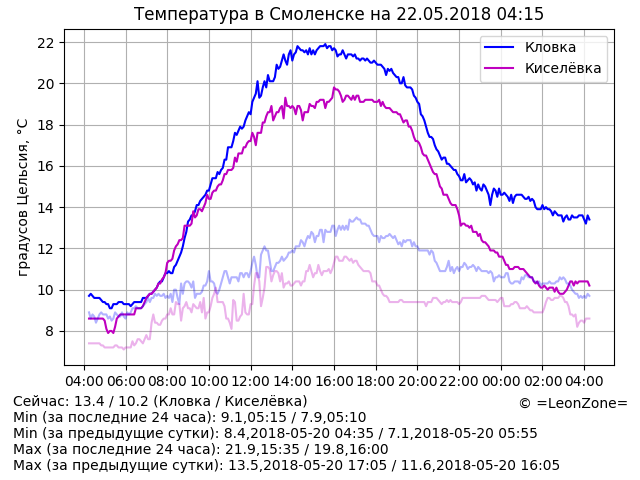 Температура в Смоленске на 22.05.2018 04:15
градусов Цельсия, °C
22
20
18
16
14
12
10
8
Кловка
Киселёвка
04:00 06:00 08:00 10:00 12:00 14:00 16:00 18:00 20:00 22:00 00:00 02:00 04:00
Сейчас: 13.4 / 10.2 (Кловка / Киселёвка)
© =LeonZone=
Min (за последние 24 часа): 9.1,05:15 / 7.9,05:10
Min (за предыдущие сутки): 8.4,2018-05-20 04:35 / 7.1,2018-05-20 05:55
Max (за последние 24 часа): 21.9,15:35 / 19.8,16:00
Max (за предыдущие сутки): 13.5,2018-05-20 17:05 / 11.6,2018-05-20 16:05